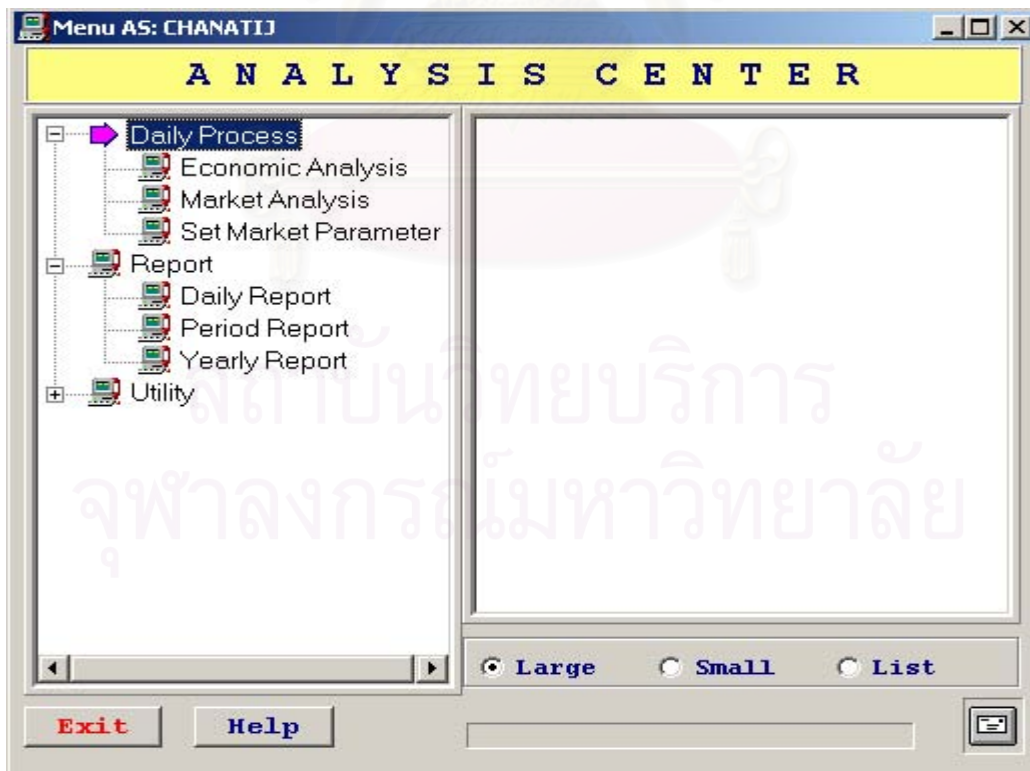 Menu AS: CHANATIJ
ANALYSIS CENTER
Daily Process
Economic Analysis
Market Analysis
Set Market Parameter
Report
Daily Report
Period Report
Yearly Report
Utility
Large Small List
Exit Help
สถาบันวิทยบริการ
จุฬาลงกรณ์มหาวิทยาลัย